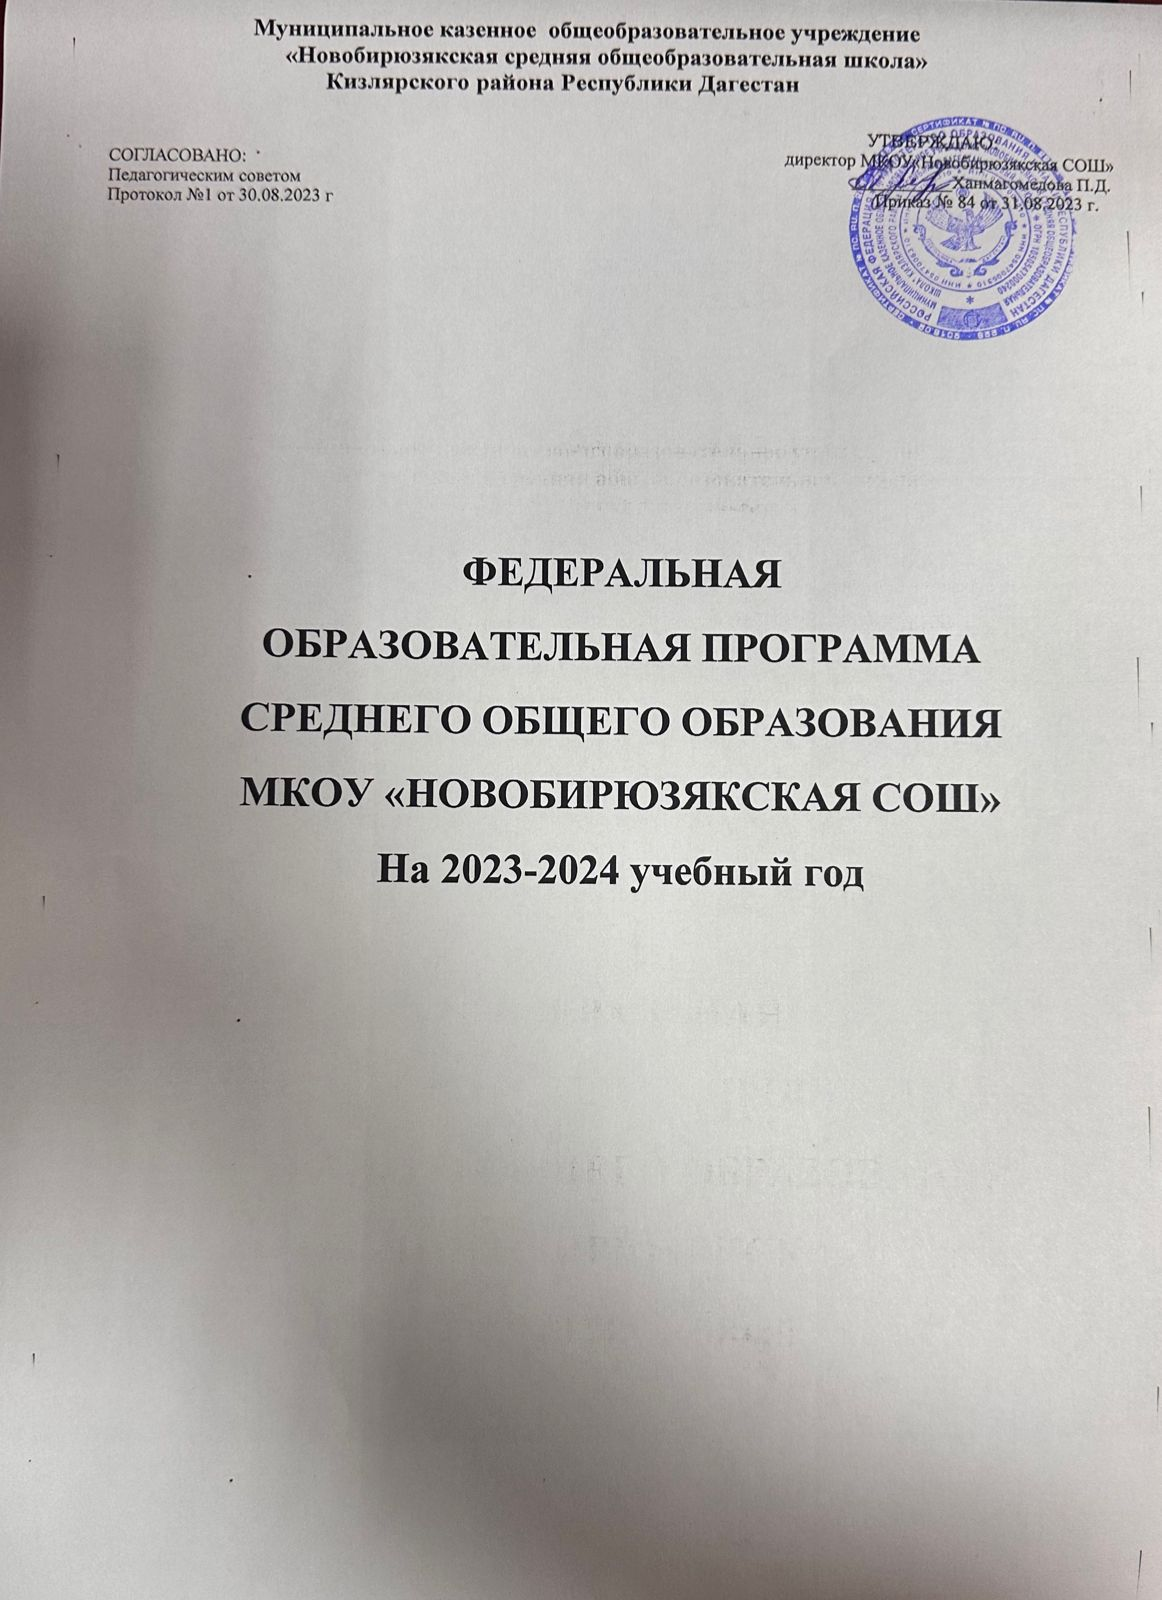 Муниципальное казенное общеобразовательное учреждение
«Новобирюзякская средняя общеобразовательная школа»
Кизлярского района Республики Дагестан
СОГЛАСОВАНО:
Педагогическим советом
Протокол №1 от 30.08.2023 г
УТВЕРЖДАЮ:
директор МКОУ«Новобирюзякская СОШ»
Ханмагомедова П.Д.
Приказ № 84 от 31.08.2023 г.
ФЕДЕРАЛЬНАЯ
ОБРАЗОВАТЕЛЬНАЯ ПРОГРАММА
СРЕДНЕГО ОБЩЕГО ОБРАЗОВАНИЯ
МКОУ «НОВОБИРЮЗЯКСКАЯ СОШ»
На 2023-2024 учебный год